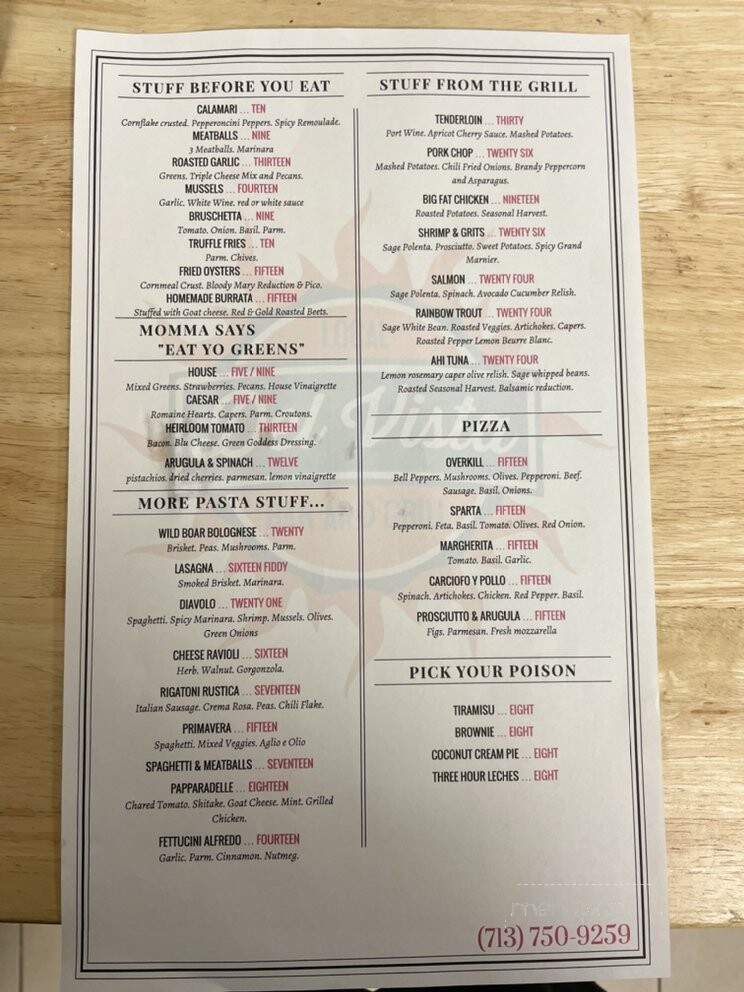 STUFF BEFORE YOU EAT
CALAMARI ... TEN
Cornflake crusted. Pepperoncini Peppers. Spicy Remoulade.
MEATBALLS ... NINE
3 Meatballs. Marinara
ROASTED GARLIC ... THIRTEEN
Greens. Triple Cheese Mix and Pecans.
MUSSELS ... FOURTEEN
Garlic. White Wine. red or white sauce
BRUSCHETTA ... NINE
Tomato. Onion. Basil. Parm.
TRUFFLE FRIES ... TEN
Parm. Chives.
FRIED OYSTERS ... FIFTEEN
Cornmeal Crust. Bloody Mary Reduction & Pico.
HOMEMADE BURRATA ... FIFTEEN
Stuffed with Goat cheese. Red & Gold Roasted Beets.
MOMMA SAYS
"EAT YO GREENS"
HOUSE ... FIVE / NINE
Mixed Greens. Strawberries. Pecans. House Vinaigrette
CAESAR ... FIVE / NINE
Romaine Hearts. Capers. Parm. Croutons.
HEIRLOOM TOMATO ... THIRTEEN
Bacon. Blu Cheese. Green Goddess Dressing.
ARUGULA & SPINACH ... TWELVE
pistachios. dried cherries. parmesan. lemon vinaigrette
MORE PASTA STUFF...
WILD BOAR BOLOGNESE ... TWENTY
Brisket. Peas. Mushrooms. Parm.
LASAGNA ... SIXTEEN FIDDY
Smoked Brisket. Marinara.
DIAVOLO ... TWENTY ONE
Spaghetti. Spicy Marinara. Shrimp. Mussels. Olives.
Green Onions
CHEESE RAVIOLI ... SIXTEEN
Herb. Walnut. Gorgonzola.
RIGATONI RUSTICA ... SEVENTEEN
Italian Sausage. Crema Rosa. Peas. Chili Flake.
PRIMAVERA ... FIFTEEN
Spaghetti. Mixed Veggies. Aglio e Olio
SPAGHETTI & MEATBALLS ... SEVENTEEN
PAPPARADELLE ... EIGHTEEN
Chared Tomato. Shitake. Goat Cheese. Mint. Grilled
Chicken.
FETTUCINI ALFREDO ... FOURTEEN
Garlic. Parm. Cinnamon. Nutmeg.
STUFF FROM THE GRILL
TENDERLOIN ... THIRTY
Port Wine. Apricot Cherry Sauce. Mashed Potatoes.
PORK CHOP ... TWENTY SIX
Mashed Potatoes. Chili Fried Onions. Brandy Peppercorn
and Asparagus.
BIG FAT CHICKEN ... NINETEEN
Roasted Potatoes. Seasonal Harvest.
SHRIMP & GRITS ... TWENTY SIX
Sage Polenta. Prosciutto. Sweet Potatoes. Spicy Grand
Marnier.
SALMON ... TWENTY FOUR
Sage Polenta. Spinach. Avocado Cucumber Relish.
RAINBOW TROUT ... TWENTY FOUR
Sage White Bean. Roasted Veggies. Artichokes. Capers.
Roasted Pepper Lemon Beurre Blanc.
AHI TUNA ... TWENTY FOUR
Lemon rosemary caper olive relish. Sage whipped beans.
Roasted Seasonal Harvest. Balsamic reduction.
PIZZA
OVERKILL ... FIFTEEN
Bell Peppers. Mushrooms. Olives. Pepperoni. Beef.
Sausage. Basil. Onions.
SPARTA ... FIFTEEN
Pepperoni. Feta. Basil. Tomato. Olives. Red Onion.
MARGHERITA ... FIFTEEN
Tomato. Basil. Garlic.
CARCIOFO Y POLLO ... FIFTEEN
Spinach. Artichokes. Chicken. Red Pepper. Basil.
PROSCIUTTO & ARUGULA ... FIFTEEN
Figs. Parmesan. Fresh mozzarella
PICK YOUR POISON
TIRAMISU ... EIGHT
BROWNIE ... EIGHT
COCONUT CREAM PIE ... EIGHT
THREE HOUR LECHES ... EIGHT
(713) 750-9259